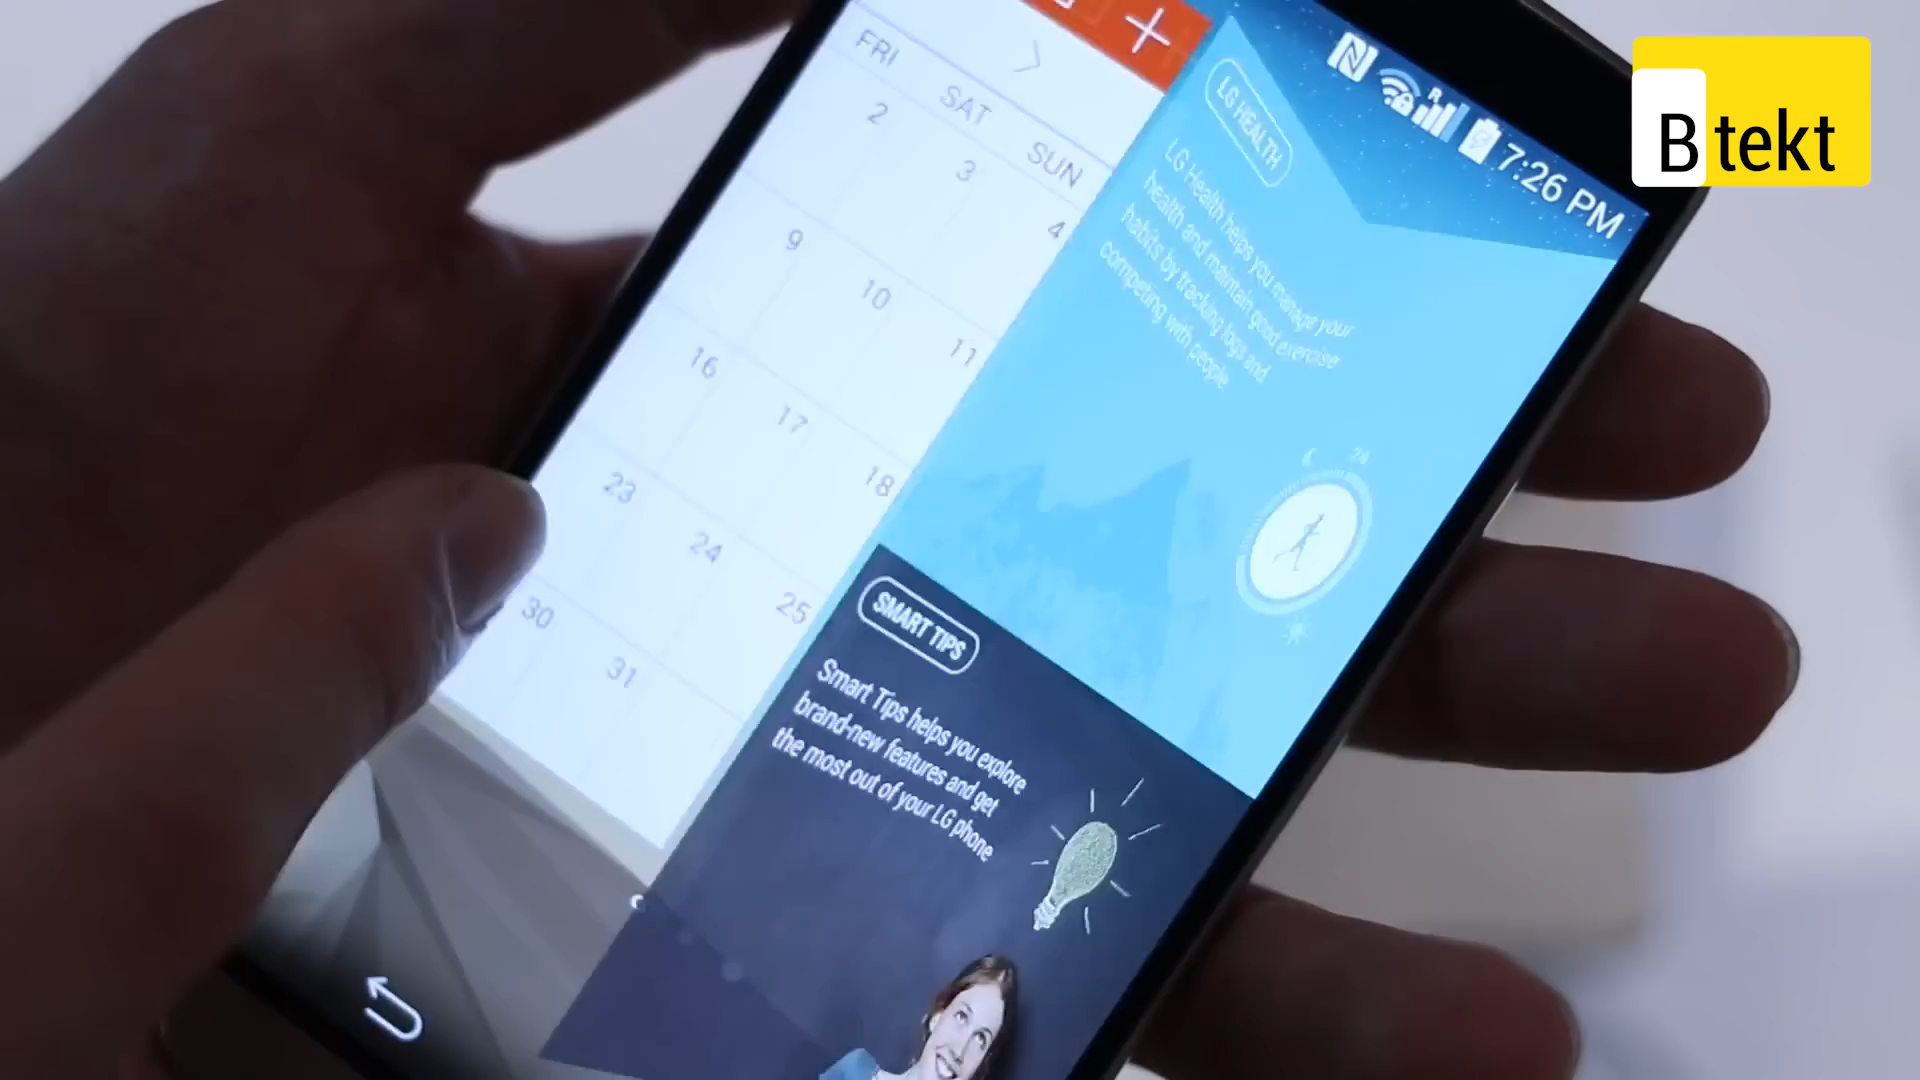 FRI SAT SUN
2 3 4
9 10 11
16 17 18
23 24 25
30 31
R
7:26 PM
LG HEALTH
LG Health helps you manage your
health and maintain good exercise
habits by tracking logs and
competing with people.
24
SMART TIPS
Smart Tips helps you explore
brand-new features and get
the most out of your LG phone
B tekt